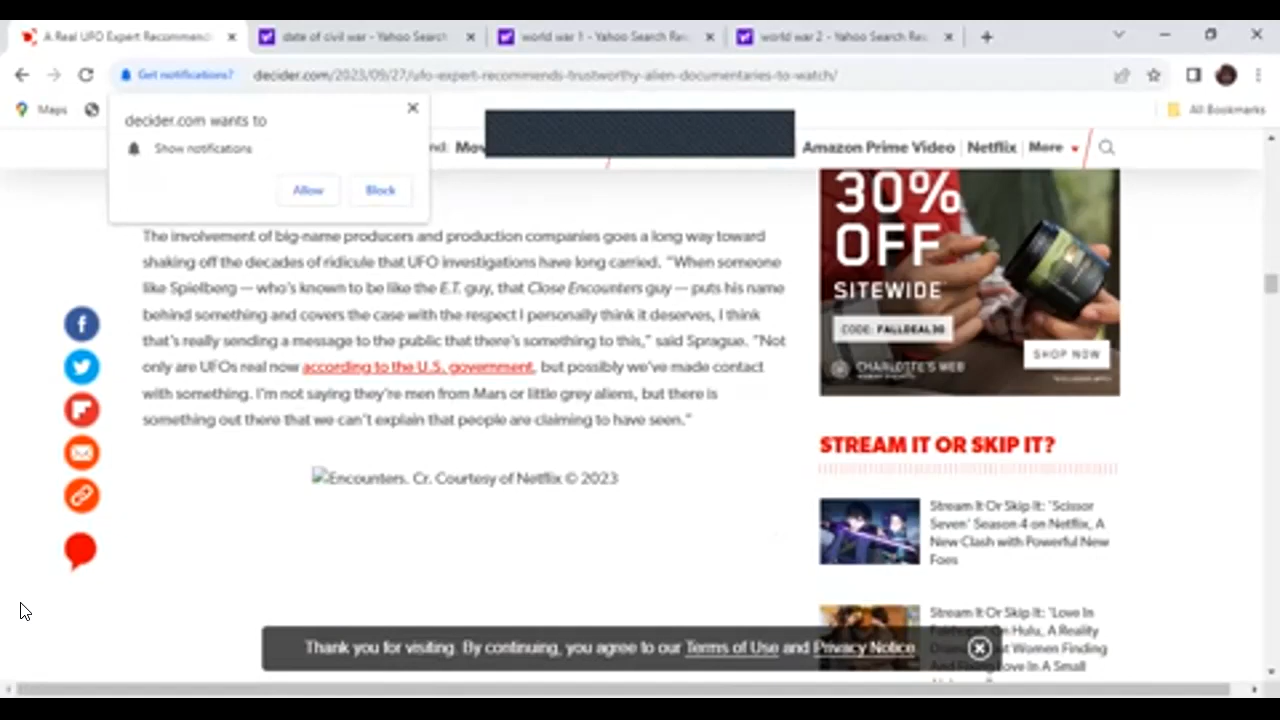 A Real UFO Expert Recommend
date of civil war - Yahoo Search
world war 1 - Yahoo Search Res
world war 2 - Yahoo Search Res
Get notifications?
decider.com/2023/09/27/ufo-expert-recommends-trustworthy-alien-documentaries-to-watch/
Maps
All Bookmarks
decider.com wants to
Show notifications
Allow
Block
nd: Mov
Amazon Prime Video | Netflix | More
The involvement of big-name producers and production companies goes a long way toward
shaking off the decades of ridicule that UFO investigations have long carried. "When someone
like Spielberg — who's known to be like the E.T. guy, that Close Encounters guy — puts his name
behind something and covers the case with the respect I personally think it deserves, I think
that's really sending a message to the public that there's something to this," said Sprague. "Not
only are UFOs real now according to the U.S. government, but possibly we've made contact
with something. I'm not saying they're men from Mars or little grey aliens, but there is
something out there that we can't explain that people are claiming to have seen."
Encounters. Cr. Courtesy of Netflix © 2023
30%
OFF
SITEWIDE
CODE: FALLDEAL30
SHOP NOW
CHARLOTTE'S WEB
STREAM IT OR SKIP IT?
Stream It Or Skip It: 'Scissor
Seven' Season 4 on Netflix, A
New Clash with Powerful New
Foes
Stream It Or Skip It: 'Love In
On Hulu, A Reality
Women Finding
Love In A Small
Thank you for visiting. By continuing, you agree to our Terms of Use and Privacy Notice